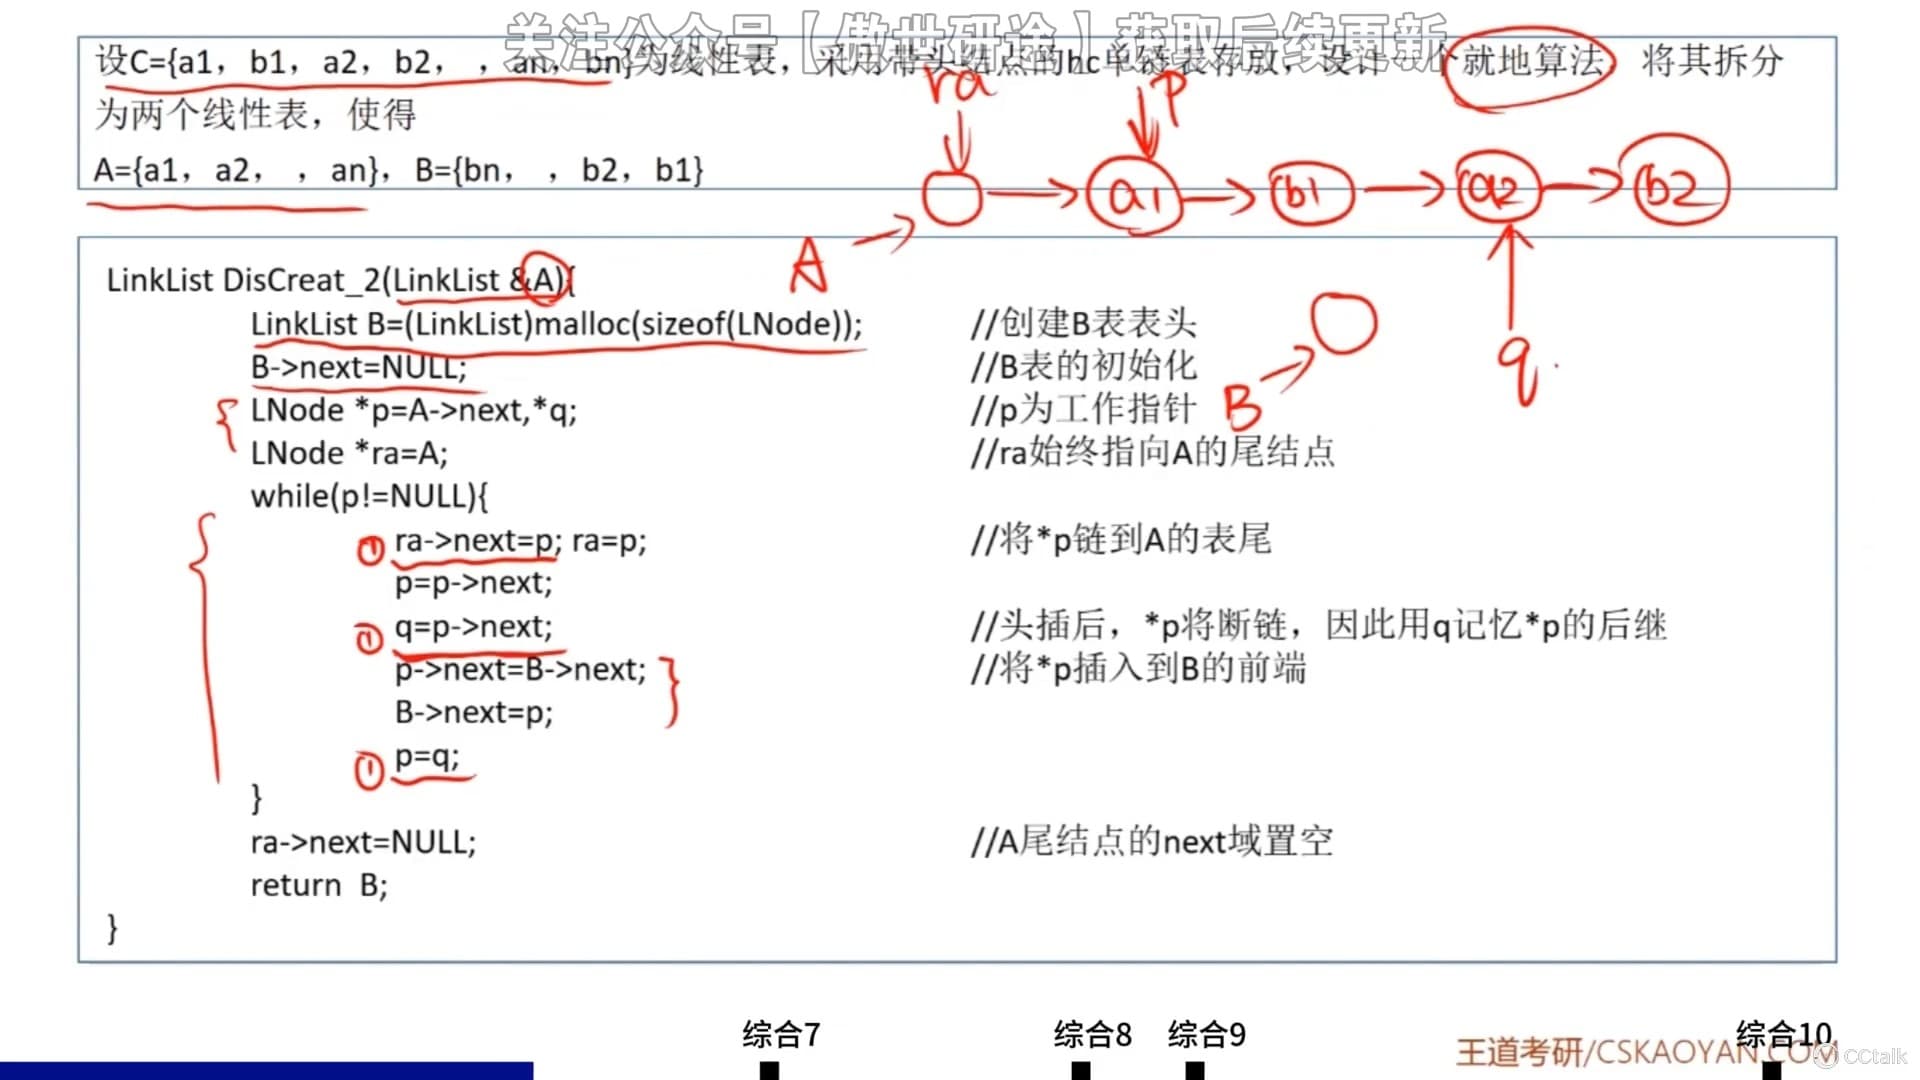 关注公众号【傲世研途】获取后续更新
设C={a1，b1，a2，b2，，an，bn}为线性表，采用带头结点的hc单链表存放，设计一个就地算法，将其拆分
为两个线性表，使得
A={a1，a2，，an}，B={bn，，b2，b1}
ra
p
a1
b1
a2
b2
A
B
q
LinkList DisCreat_2(LinkList &A){
LinkList B=(LinkList)malloc(sizeof(LNode)); //创建B表表头
B->next=NULL; //B表的初始化
LNode *p=A->next,*q; //p为工作指针
LNode *ra=A; //ra始终指向A的尾结点
while(p!=NULL){
① ra->next=p; ra=p; //将*p链到A的表尾
p=p->next;
① q=p->next; //头插后，*p将断链，因此用q记忆*p的后继
p->next=B->next; //将*p插入到B的前端
B->next=p;
① p=q;
}
ra->next=NULL; //A尾结点的next域置空
return B;
}
综合7 综合8 综合9 综合10
王道考研/CSKAOYAN.COM
CCtalk